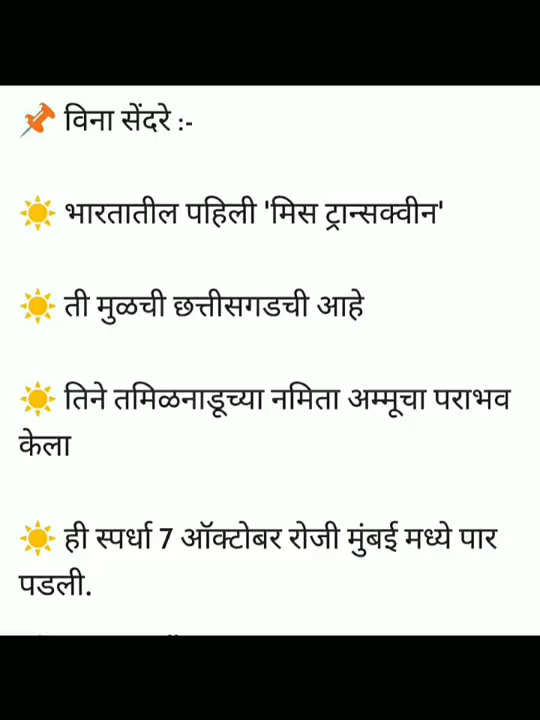 📌 विना सेंदरे :-
☀ भारतातील पहिली 'मिस ट्रान्सक्वीन'
☀ ती मुळची छत्तीसगडची आहे
☀ तिने तमिळनाडूच्या नमिता अम्मूचा पराभव
केला
☀ ही स्पर्धा 7 ऑक्टोबर रोजी मुंबई मध्ये पार
पडली.